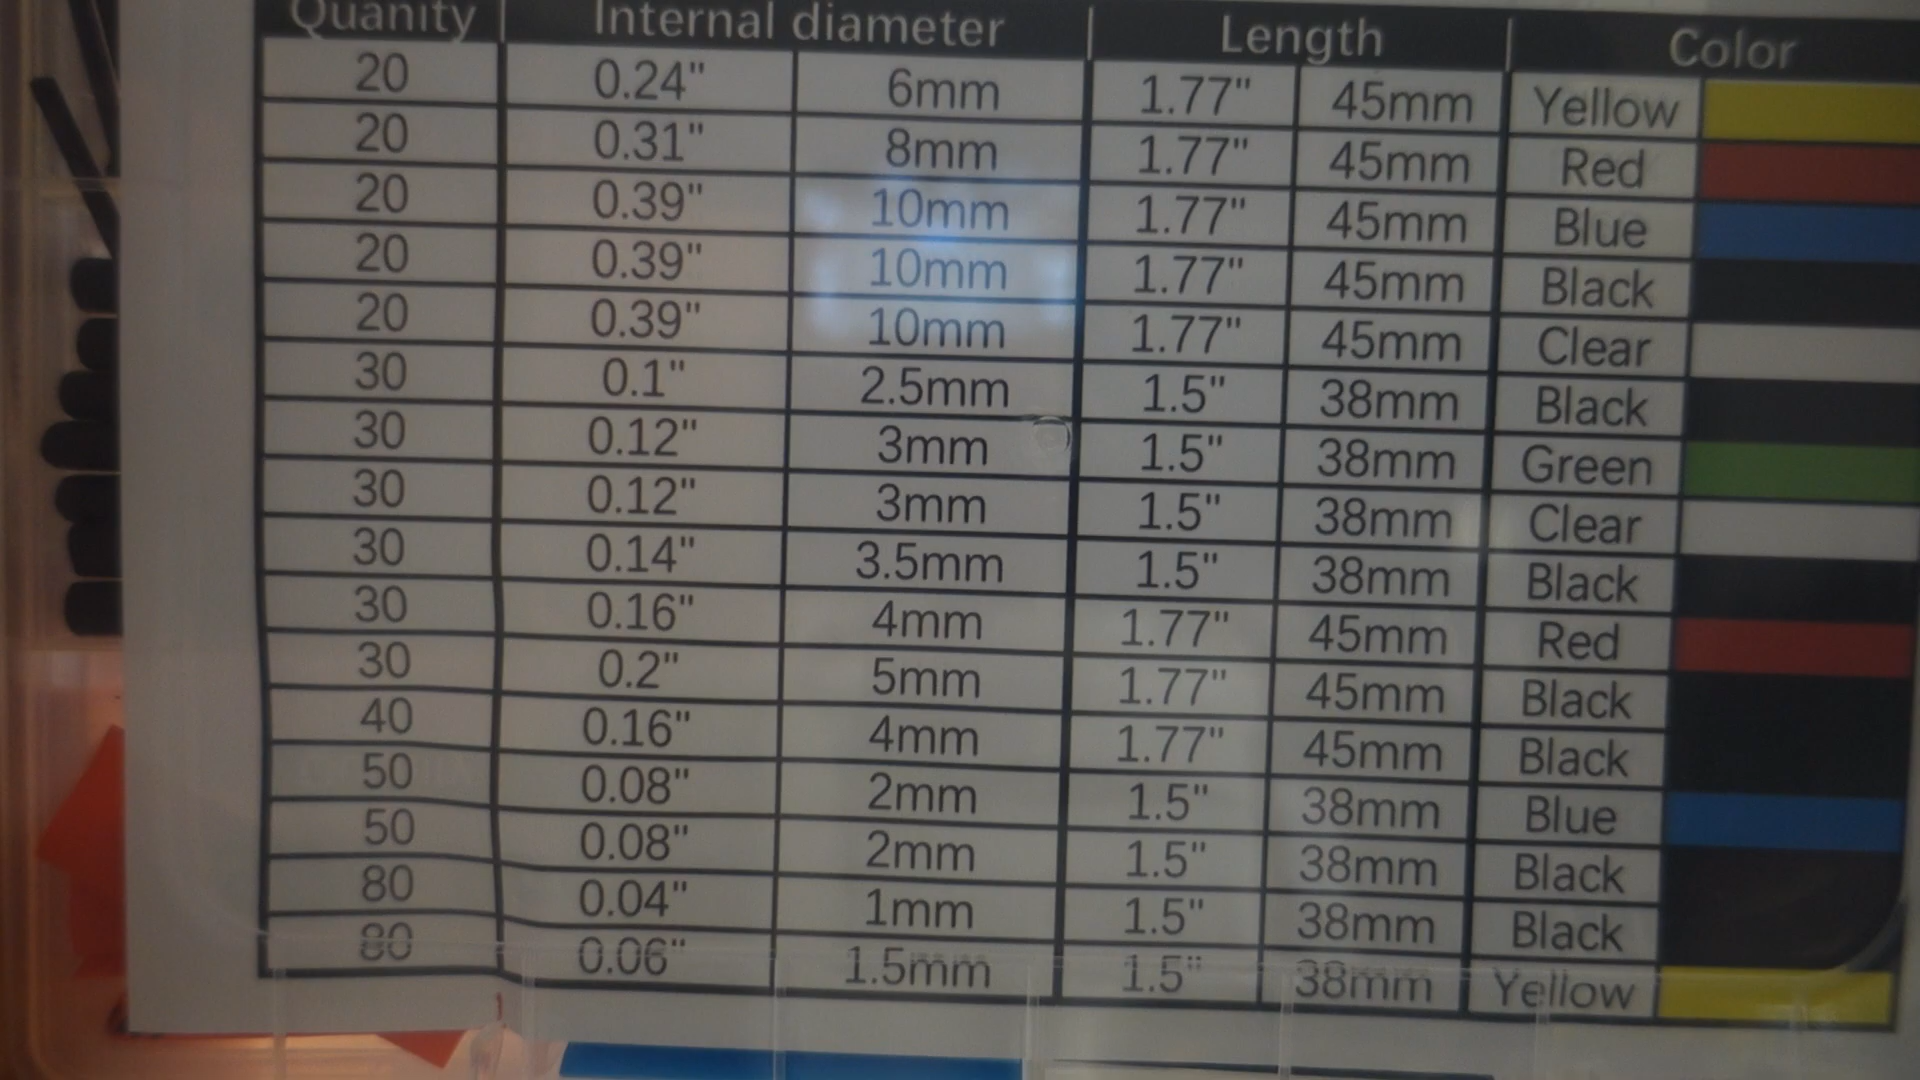 Quanity | Internal diameter | Length | Color
20 0.24" 6mm 1.77" 45mm Yellow
20 0.31" 8mm 1.77" 45mm Red
20 0.39" 10mm 1.77" 45mm Blue
20 0.39" 10mm 1.77" 45mm Black
20 0.39" 10mm 1.77" 45mm Clear
30 0.1" 2.5mm 1.5" 38mm Black
30 0.12" 3mm 1.5" 38mm Green
30 0.12" 3mm 1.5" 38mm Clear
30 0.14" 3.5mm 1.5" 38mm Black
30 0.16" 4mm 1.77" 45mm Red
30 0.2" 5mm 1.77" 45mm Black
40 0.16" 4mm 1.77" 45mm Black
50 0.08" 2mm 1.5" 38mm Blue
50 0.08" 2mm 1.5" 38mm Black
80 0.04" 1mm 1.5" 38mm Black
80 0.06" 1.5mm 1.5" 38mm Yellow